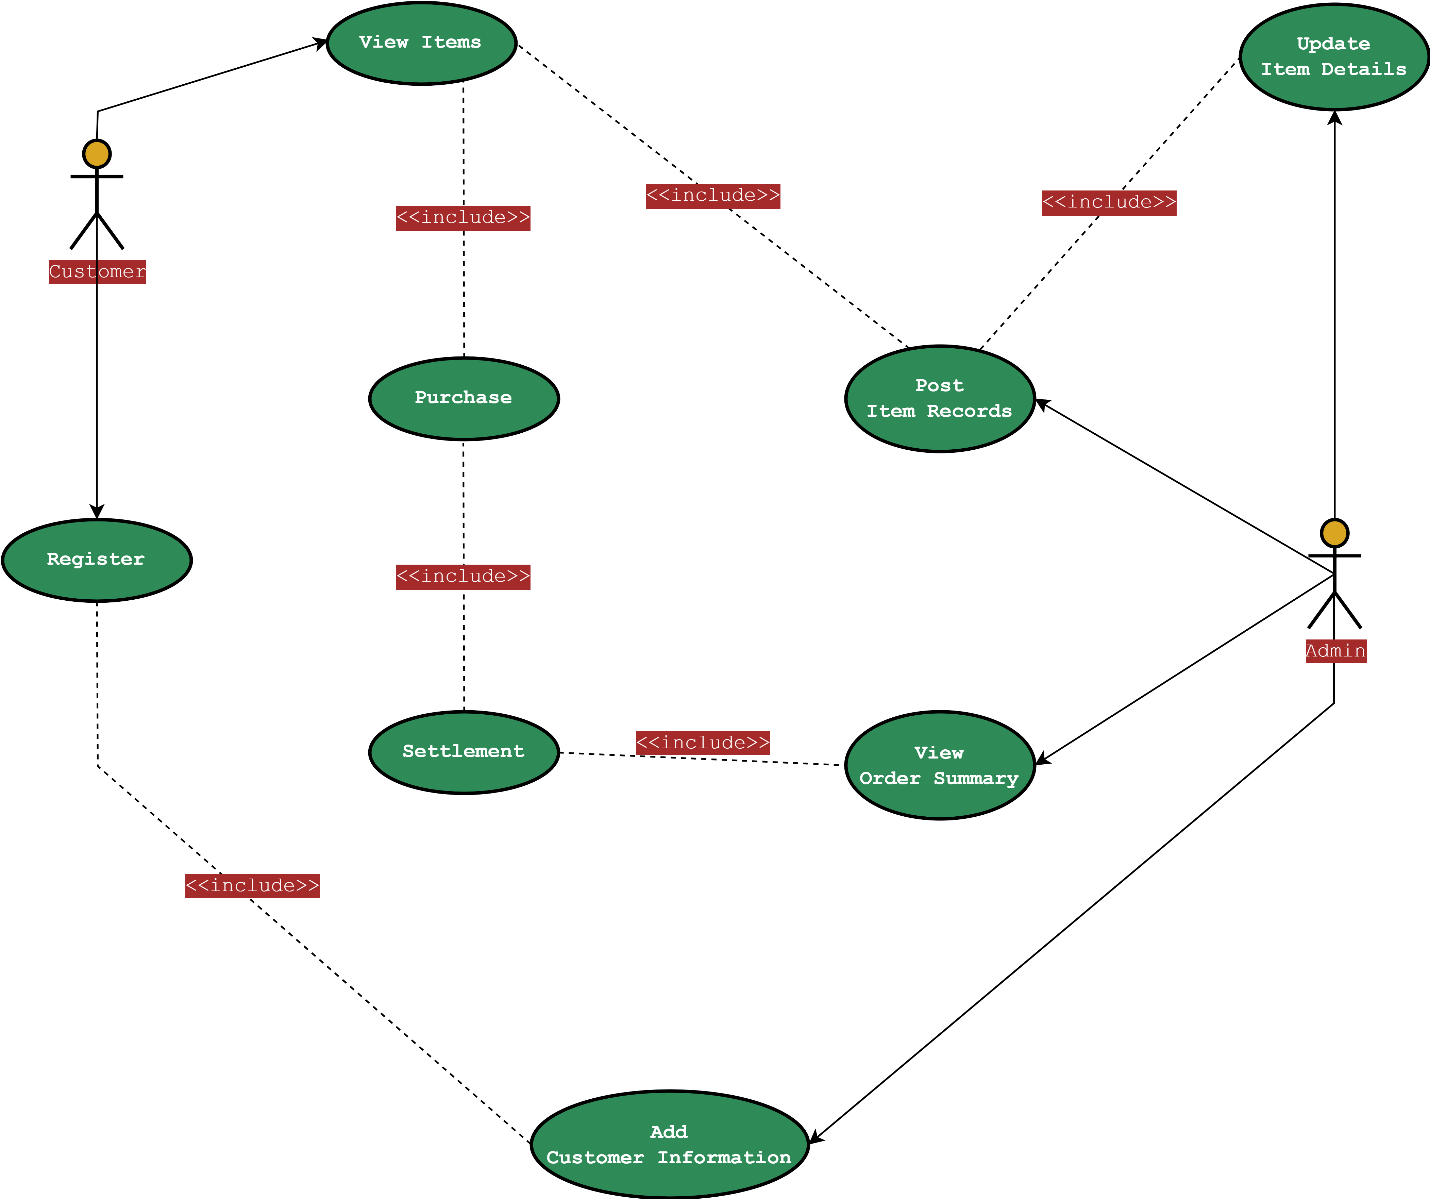 View Items
Update
Item Details
<<include>>
<<include>>
<<include>>
Customer
Post
Item Records
Purchase
Register
<<include>>
Admin
Settlement
<<include>>
View
Order Summary
<<include>>
Add
Customer Information